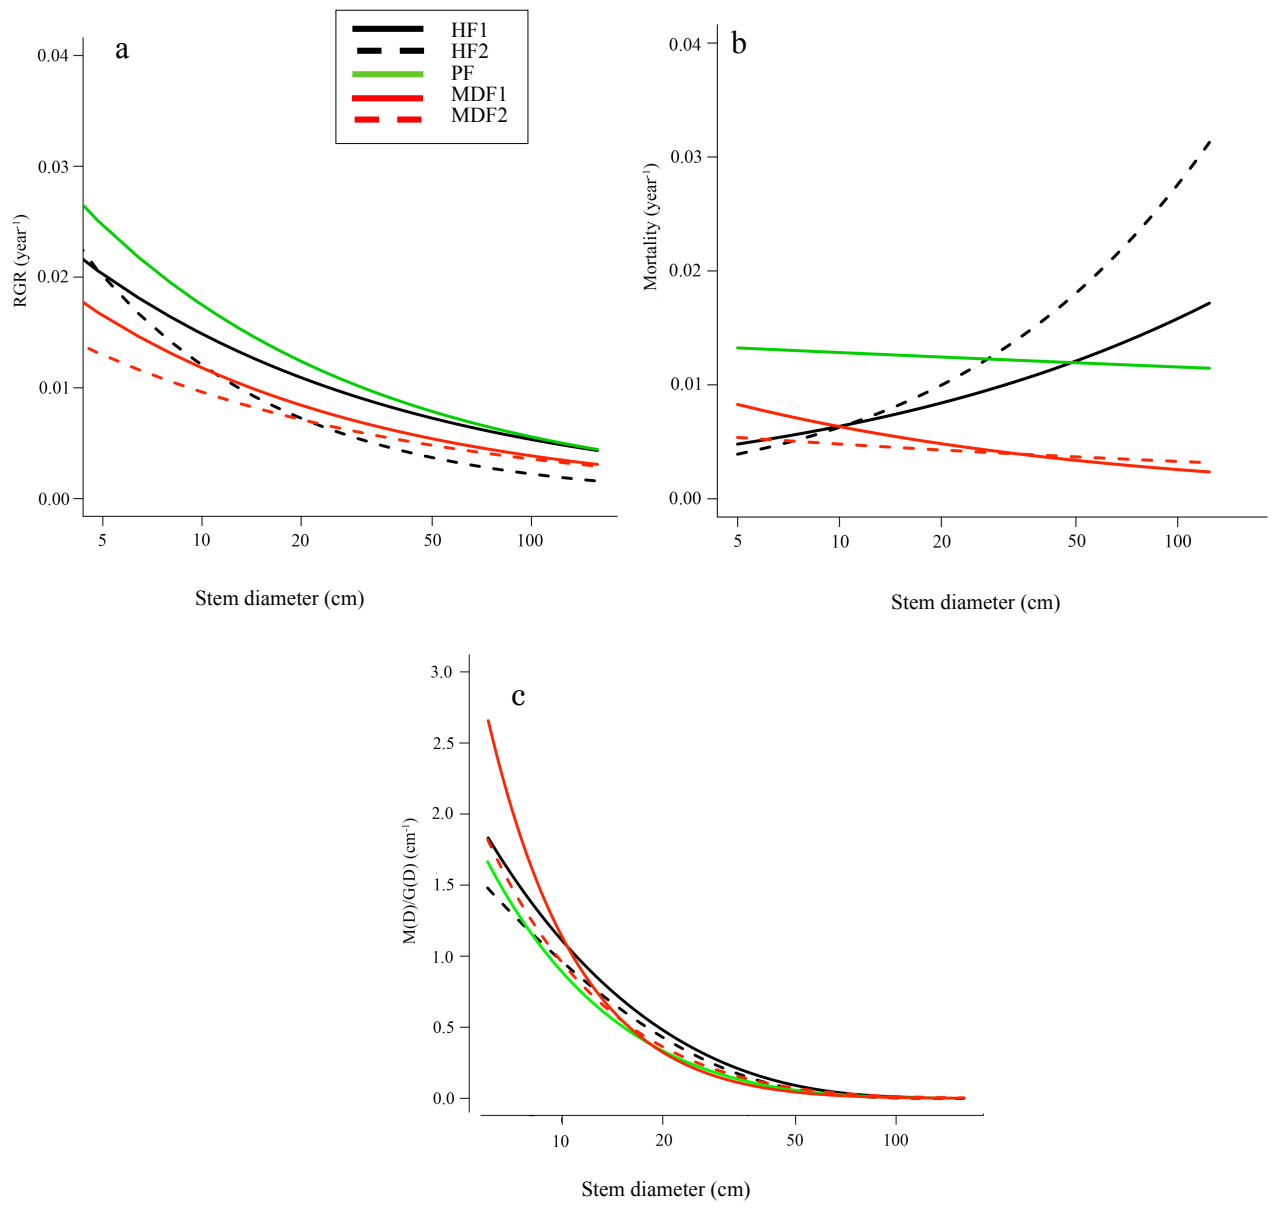 a
HF1
HF2
PF
MDF1
MDF2
0.04
0.03
0.02
0.01
0.00
RGR (year-1)
5 10 20 50 100
Stem diameter (cm)
b
0.04
0.03
0.02
0.01
0.00
Mortality (year-1)
5 10 20 50 100
Stem diameter (cm)
c
3.0
2.5
2.0
1.5
1.0
0.5
0.0
M(D)/G(D) (cm-1)
10 20 50 100
Stem diameter (cm)